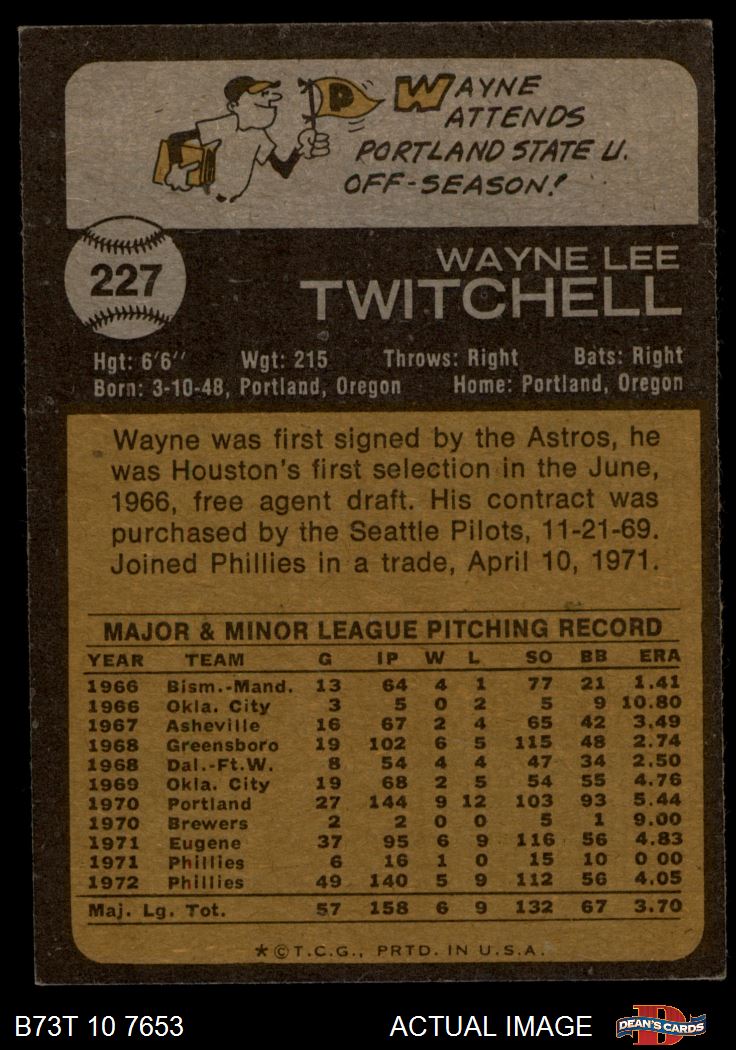 P WAYNE
ATTENDS
PORTLAND STATE U.
OFF-SEASON!
227
WAYNE LEE
TWITCHELL
Hgt: 6'6" Wgt: 215 Throws: Right Bats: Right
Born: 3-10-48, Portland, Oregon Home: Portland, Oregon
Wayne was first signed by the Astros, he
was Houston's first selection in the June,
1966, free agent draft. His contract was
purchased by the Seattle Pilots, 11-21-69.
Joined Phillies in a trade, April 10, 1971.
MAJOR & MINOR LEAGUE PITCHING RECORD
YEAR TEAM G IP W L SO BB ERA
1966 Bism.-Mand. 13 64 4 1 77 21 1.41
1966 Okla. City 3 5 0 2 5 9 10.80
1967 Asheville 16 67 2 4 65 42 3.49
1968 Greensboro 19 102 6 5 115 48 2.74
1968 Dal.-Ft.W. 8 54 4 4 47 34 2.50
1969 Okla. City 19 68 2 5 54 55 4.76
1970 Portland 27 144 9 12 103 93 5.44
1970 Brewers 2 2 0 0 5 1 9.00
1971 Eugene 37 95 6 9 116 56 4.83
1971 Phillies 6 16 1 0 15 10 0 00
1972 Phillies 49 140 5 9 112 56 4.05
Maj. Lg. Tot. 57 158 6 9 132 67 3.70
*©T.C.G., PRTD. IN U.S.A.
B73T 10 7653 ACTUAL IMAGE D DEAN'S CARDS